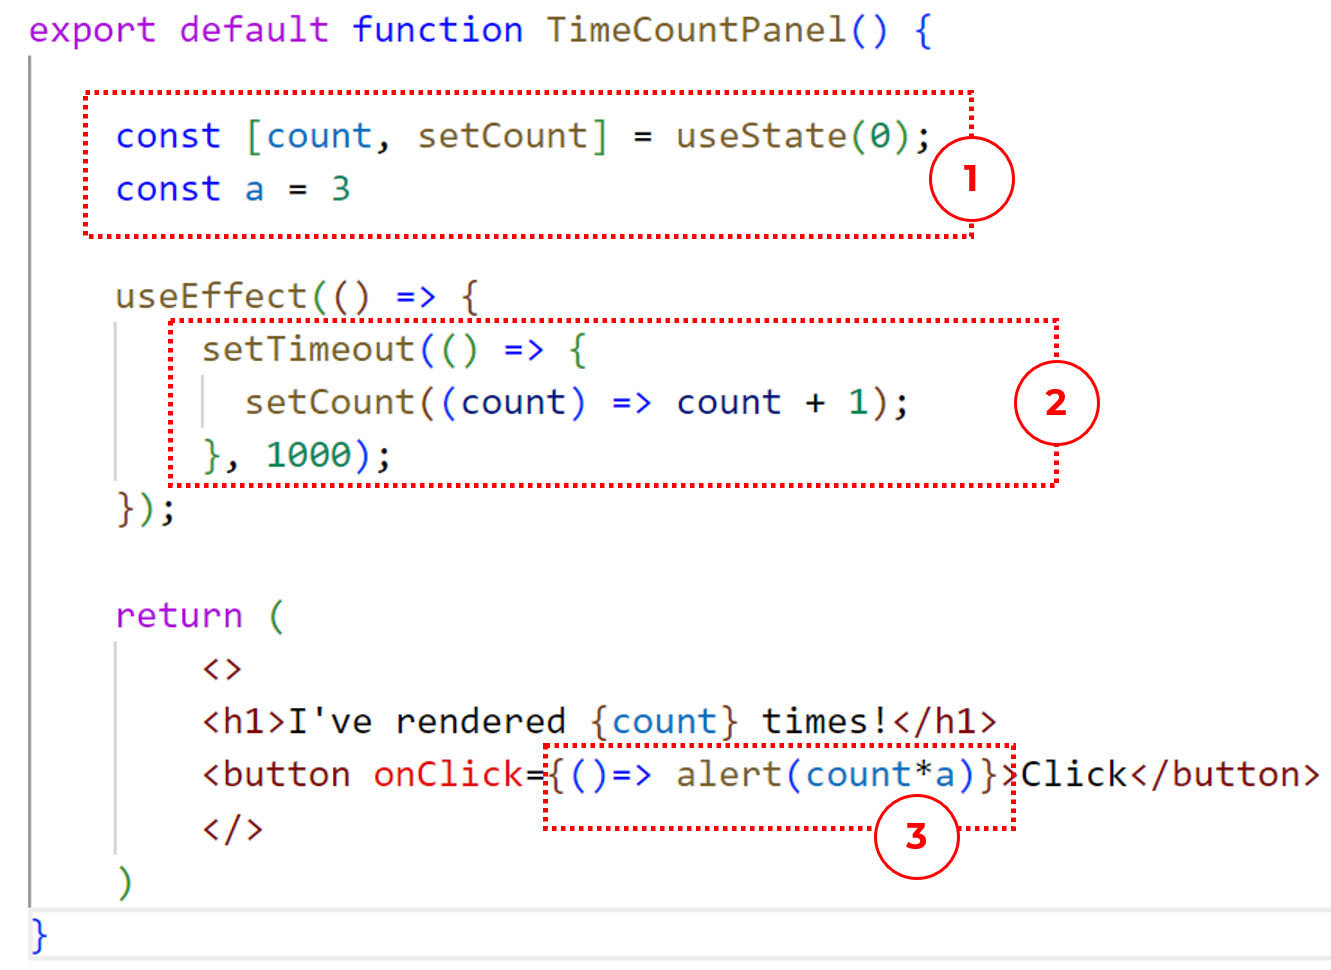 export default function TimeCountPanel() {
const [count, setCount] = useState(0);
const a = 3
1
useEffect(() => {
setTimeout(() => {
setCount((count) => count + 1);
}, 1000);
2
});
return (
<>
<h1>I've rendered {count} times!</h1>
<button onClick={()=> alert(count*a)}>Click</button>
3
</>
)
}